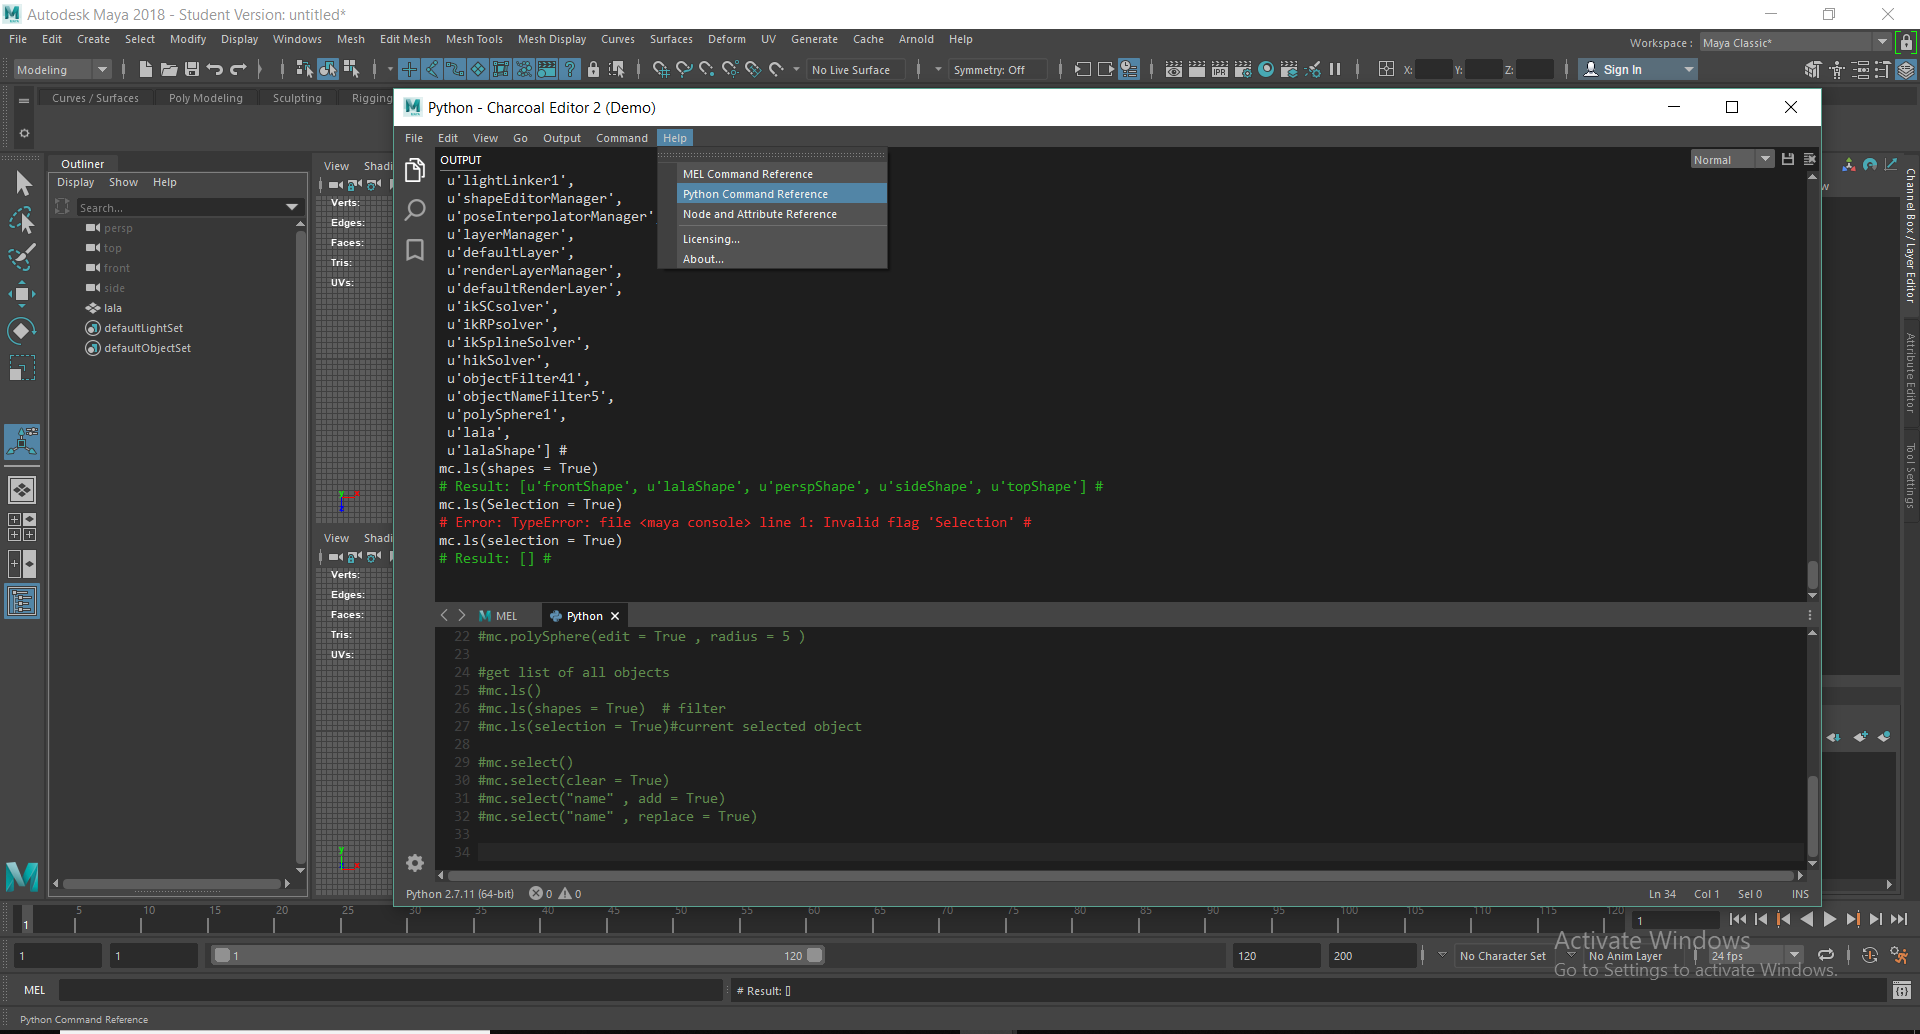 Autodesk Maya 2018 - Student Version: untitled*
File Edit Create Select Modify Display Windows Mesh Edit Mesh Mesh Tools Mesh Display Curves Surfaces Deform UV Generate Cache Arnold Help
Workspace : Maya Classic*
Modeling
No Live Surface
Symmetry: Off
X: Y: Z:
Sign In
Curves / Surfaces Poly Modeling Sculpting Rigging
Python - Charcoal Editor 2 (Demo)
File Edit View Go Output Command Help
MEL Command Reference
Python Command Reference
Node and Attribute Reference
Licensing...
About...
Normal
Outliner
Display Show Help
Search...
persp
top
front
side
lala
defaultLightSet
defaultObjectSet
View Shadi
Verts:
Edges:
Faces:
Tris:
UVs:
y
z
View Shadi
Verts:
Edges:
Faces:
Tris:
UVs:
y
OUTPUT
u'lightLinker1',
u'shapeEditorManager',
u'poseInterpolatorManager'
u'layerManager',
u'defaultLayer',
u'renderLayerManager',
u'defaultRenderLayer',
u'ikSCsolver',
u'ikRPsolver',
u'ikSplineSolver',
u'hikSolver',
u'objectFilter41',
u'objectNameFilter5',
u'polySphere1',
u'lala',
u'lalaShape'] #
mc.ls(shapes = True)
# Result: [u'frontShape', u'lalaShape', u'perspShape', u'sideShape', u'topShape'] #
mc.ls(Selection = True)
# Error: TypeError: file <maya console> line 1: Invalid flag 'Selection' #
mc.ls(selection = True)
# Result: [] #
MEL Python
22 #mc.polySphere(edit = True , radius = 5 )
23
24 #get list of all objects
25 #mc.ls()
26 #mc.ls(shapes = True)  # filter
27 #mc.ls(selection = True)#current selected object
28
29 #mc.select()
30 #mc.select(clear = True)
31 #mc.select("name" , add = True)
32 #mc.select("name" , replace = True)
33
34
Python 2.7.11 (64-bit) 0 0
Ln 34 Col 1 Sel 0 INS
w
Channel Box / Layer Editor
Attribute Editor
Tool Settings
1 5 10 15 20 25 30 35 40 45 50 55 60 65 70 75 80 85 90 95 100 105 110 115 120 1
1 1 1 120 120 200 No Character Set No Anim Layer 24 fps
Activate Windows
Go to Settings to activate Windows.
MEL
# Result: []
Python Command Reference